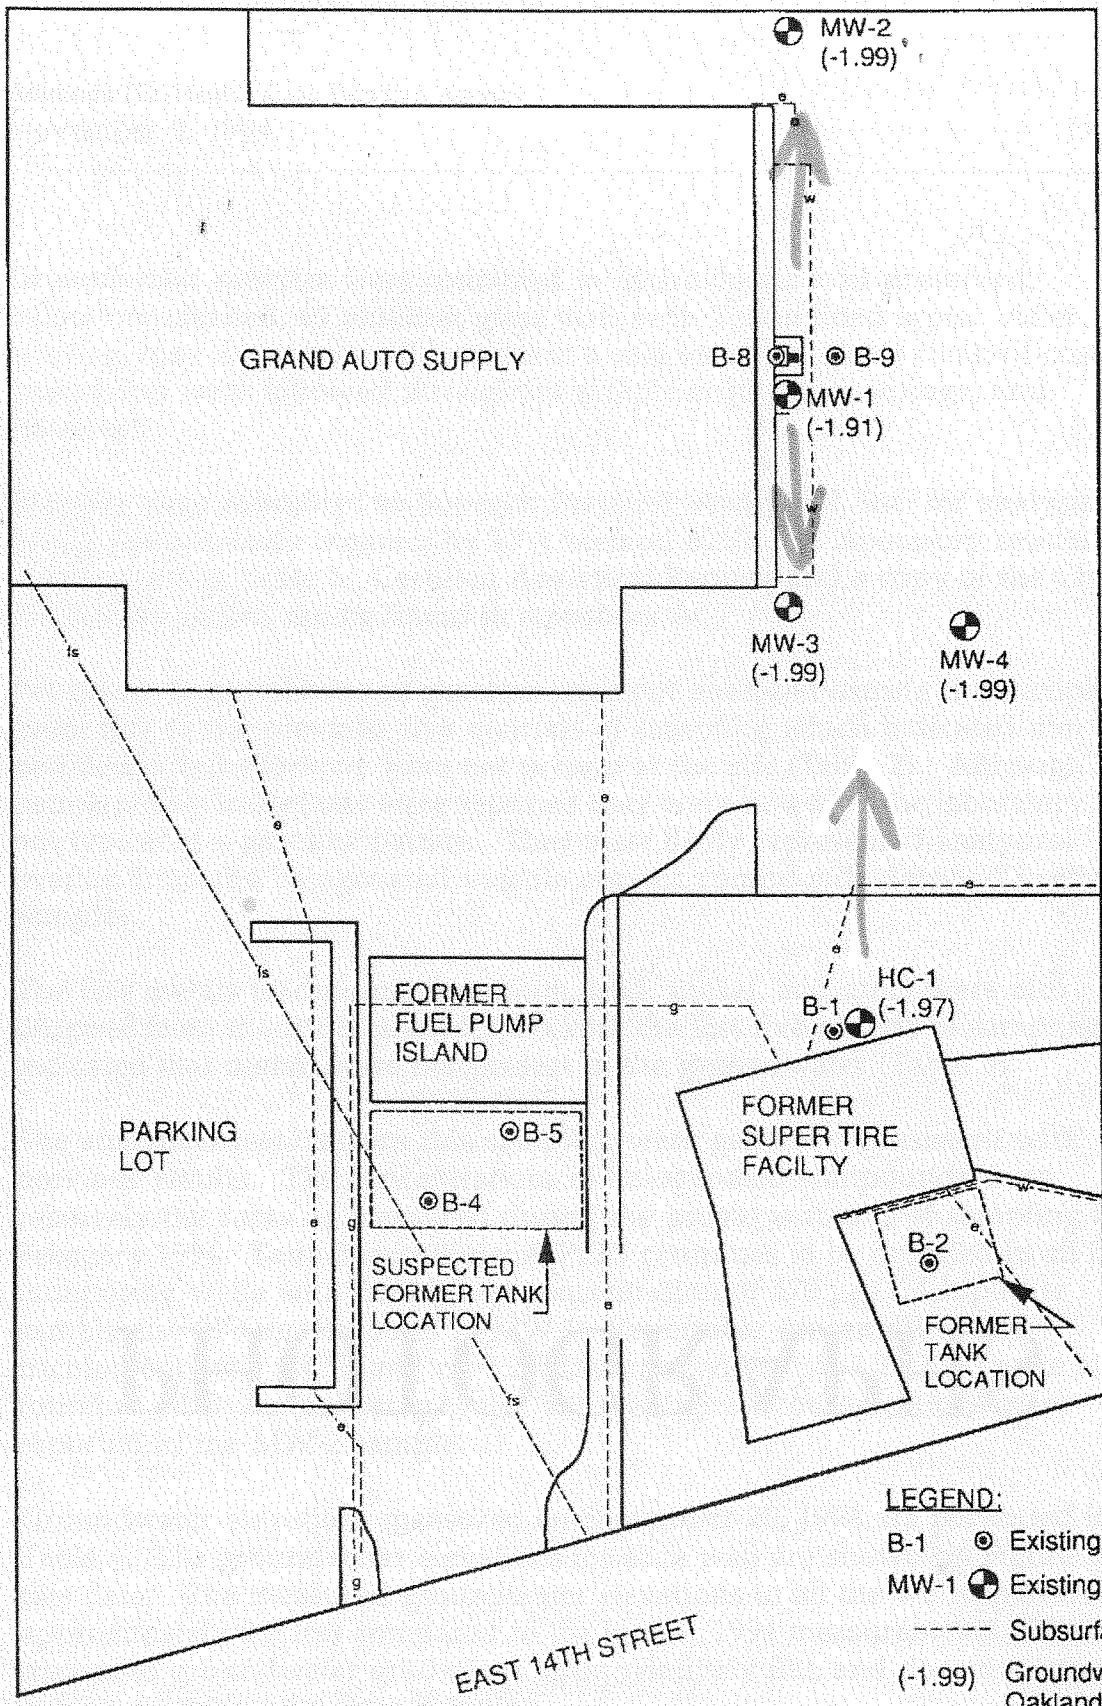 MW-2
(-1.99)
e
e
w
GRAND AUTO SUPPLY
B-8
B-9
MW-1
(-1.91)
w
MW-3
(-1.99)
MW-4
(-1.99)
fs
e
e
e
e
fs
FORMER
FUEL PUMP
ISLAND
g
HC-1
(-1.97)
B-1
PARKING
LOT
B-5
B-4
FORMER
SUPER TIRE
FACILTY
w
e
g
e
B-2
SUSPECTED
FORMER TANK
LOCATION
e
FORMER
TANK
LOCATION
fs
e
g
EAST 14TH STREET
LEGEND:
B-1 Existing
MW-1 Existing
Subsurf
(-1.99) Groundw
Oakland